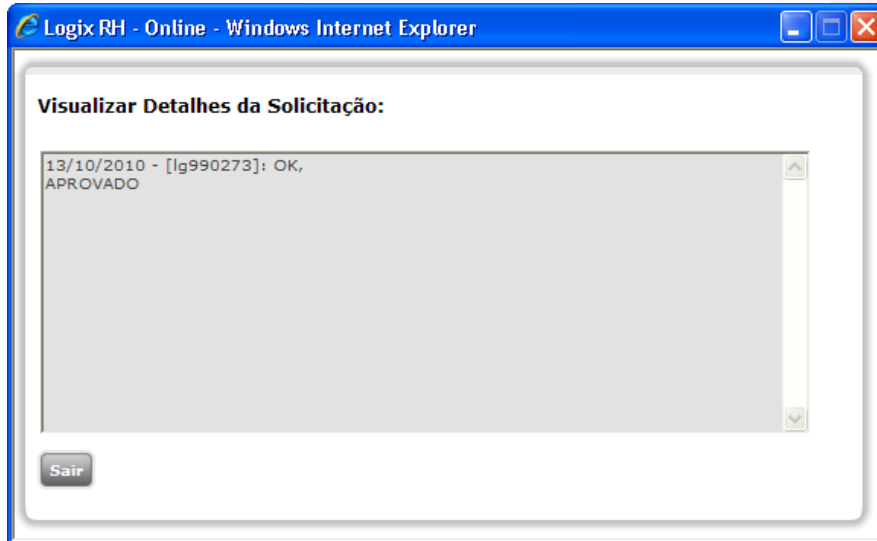 Logix RH - Online - Windows Internet Explorer
Visualizar Detalhes da Solicitação:
13/10/2010 - [lg990273]: OK,
APROVADO
Sair